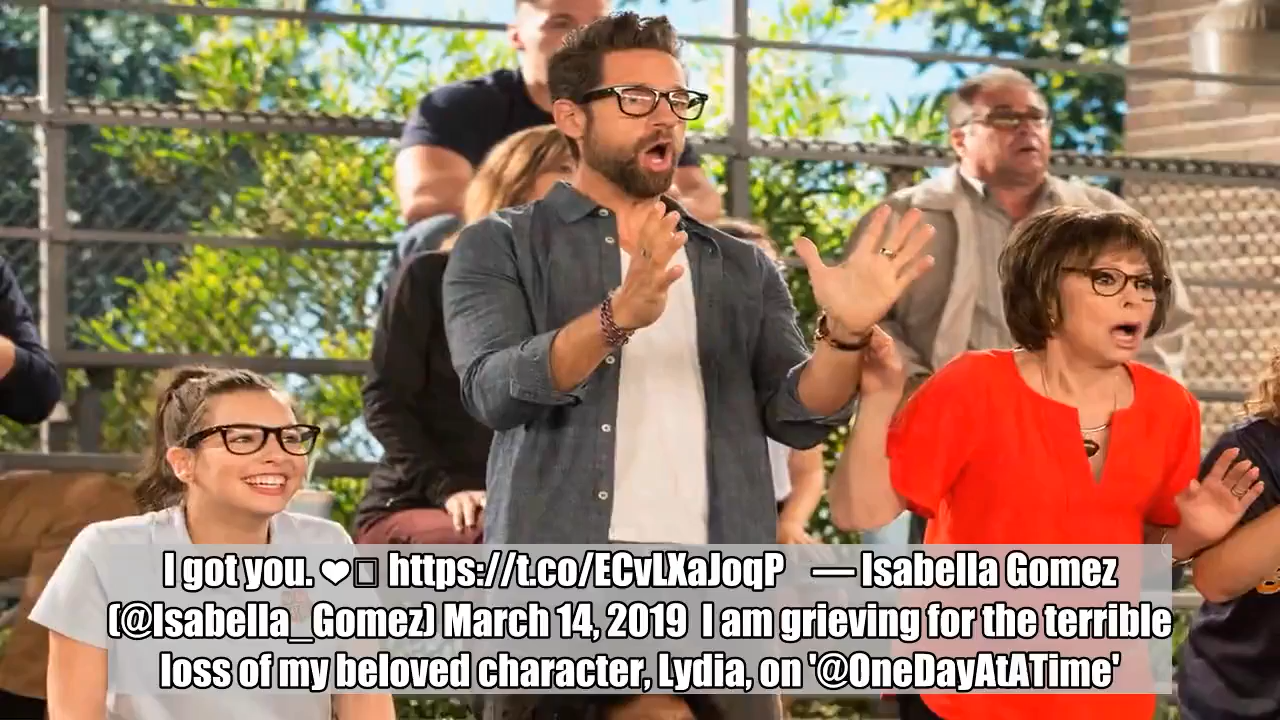 I got you. ❤️ https://t.co/ECvLXaJoqP — Isabella Gomez
(@Isabella_Gomez) March 14, 2019 I am grieving for the terrible
loss of my beloved character, Lydia, on '@OneDayAtATime'